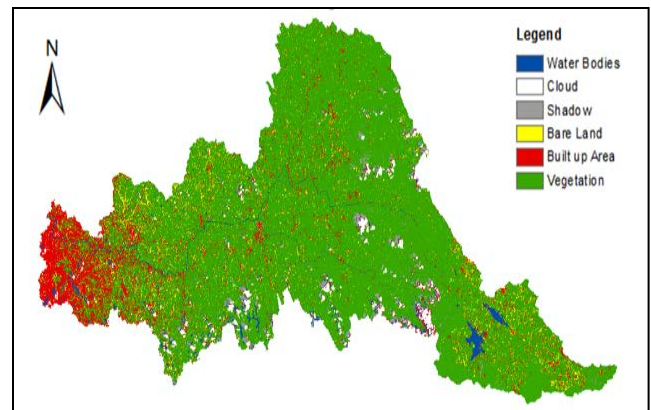 N
Legend
Water Bodies
Cloud
Shadow
Bare Land
Built up Area
Vegetation